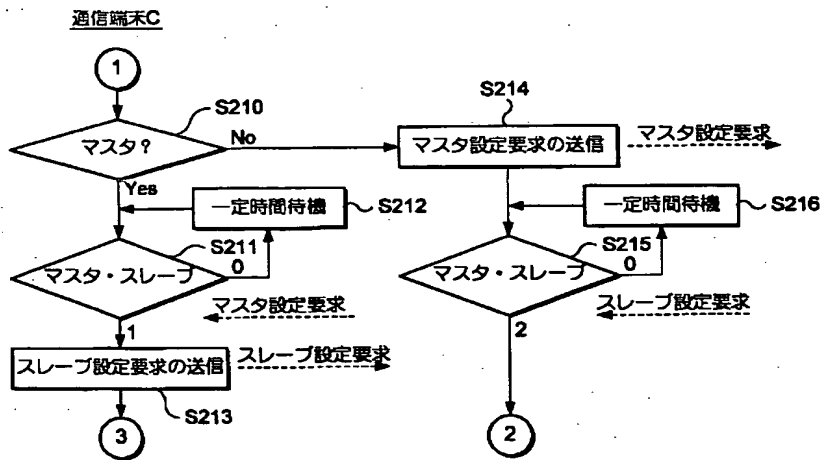 通信端末C
1
S210
マスタ?
No
Yes
S214
マスタ設定要求の送信
マスタ設定要求
一定時間待機
S212
一定時間待機
S216
S211
マスタ・スレーブ
0
S215
マスタ・スレーブ
0
マスタ設定要求
スレーブ設定要求
1
2
スレーブ設定要求の送信
スレーブ設定要求
S213
3
2